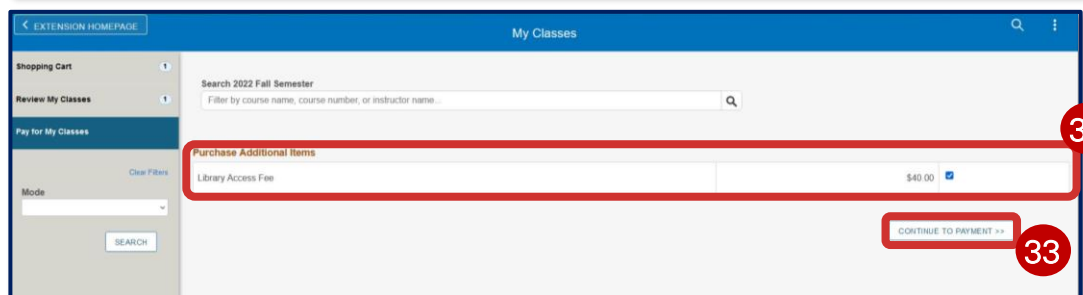 < EXTENSION HOMEPAGE
My Classes
Shopping Cart 1
Review My Classes 1
Pay for My Classes
Clear Filters
Mode
SEARCH
Search 2022 Fall Semester
Filter by course name, course number, or instructor name...
Purchase Additional Items
Library Access Fee $40.00
CONTINUE TO PAYMENT >>
33